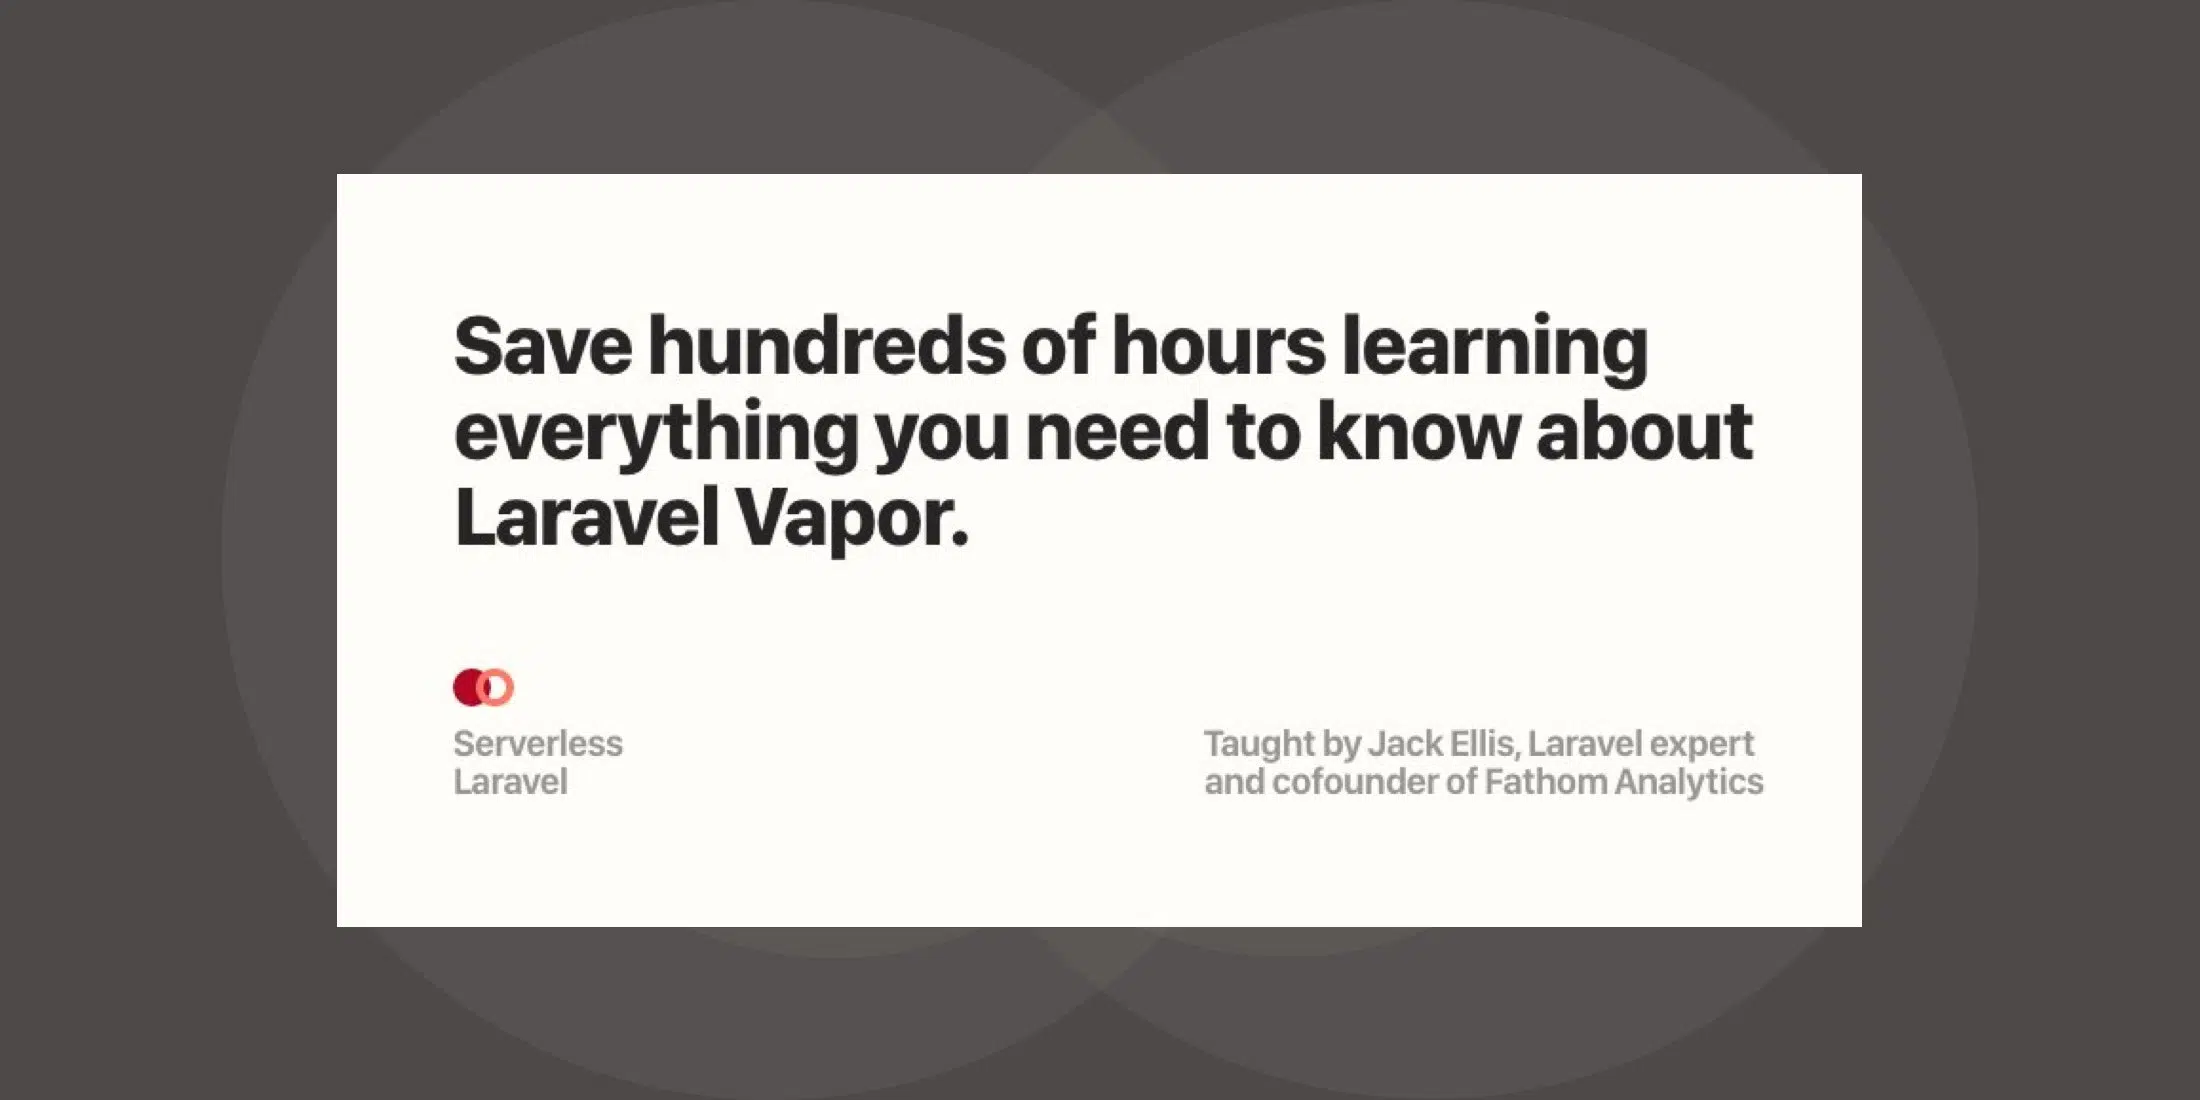 Save hundreds of hours learning
everything you need to know about
Laravel Vapor.
Serverless
Laravel
Taught by Jack Ellis, Laravel expert
and cofounder of Fathom Analytics